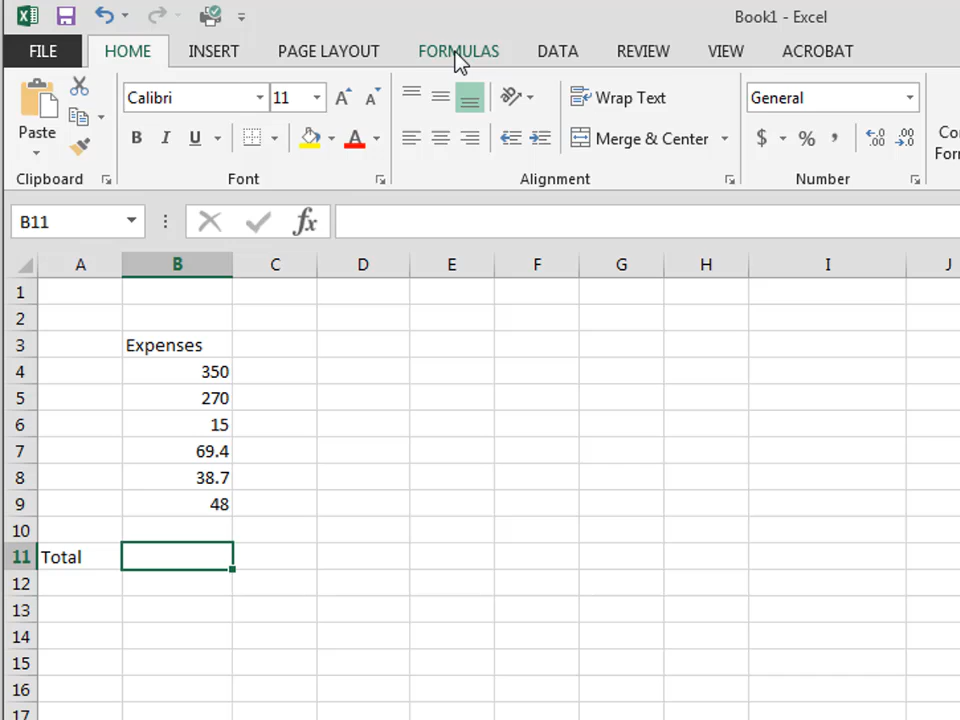 Book1 - Excel
FILE HOME INSERT PAGE LAYOUT FORMULAS DATA REVIEW VIEW ACROBAT
Paste
Calibri 11
B I U
Wrap Text
Merge & Center
General
$ %
Clipboard Font Alignment Number
B11 fx
A B C D E F G H I J
1
2
3 Expenses
4 350
5 270
6 15
7 69.4
8 38.7
9 48
10
11 Total
12
13
14
15
16
17